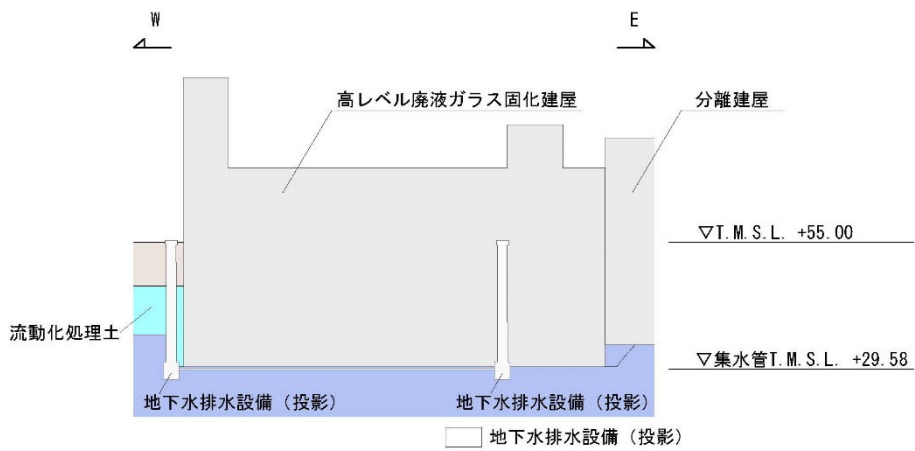 W
E
高レベル廃液ガラス固化建屋
分離建屋
▽T.M.S.L. +55.00
流動化処理土
▽集水管T.M.S.L. +29.58
地下水排水設備（投影）
地下水排水設備（投影）
地下水排水設備（投影）